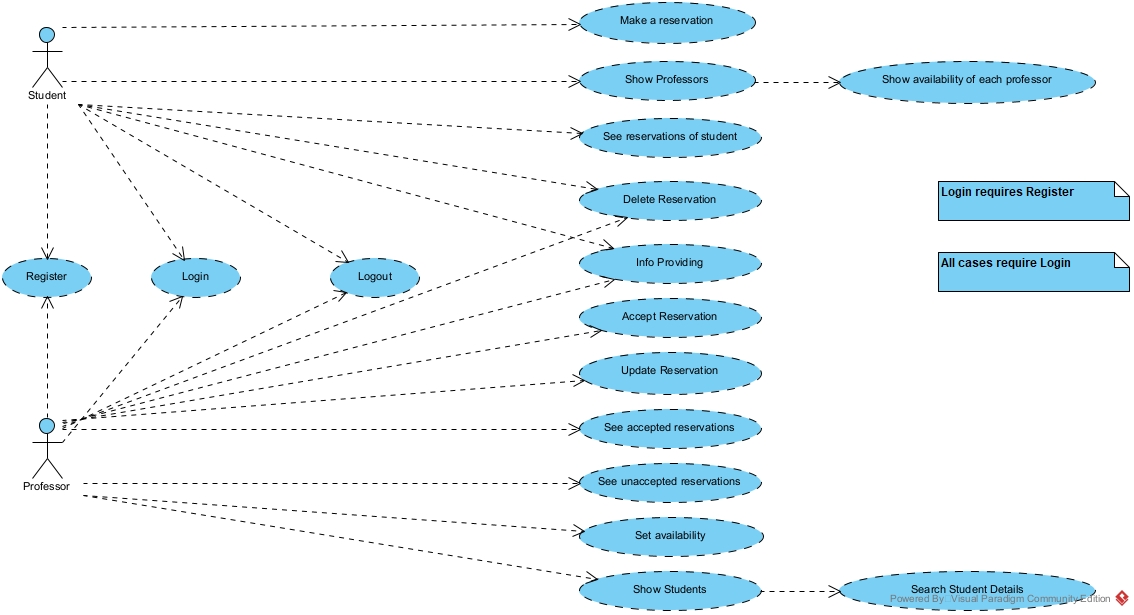 Make a reservation
Student
Show Professors
Show availability of each professor
See reservations of student
Login requires Register
Delete Reservation
All cases require Login
Register
Login
Logout
Info Providing
Accept Reservation
Update Reservation
See accepted reservations
Professor
See unaccepted reservations
Set availability
Show Students
Search Student Details
Powered By: Visual Paradigm Community Edition